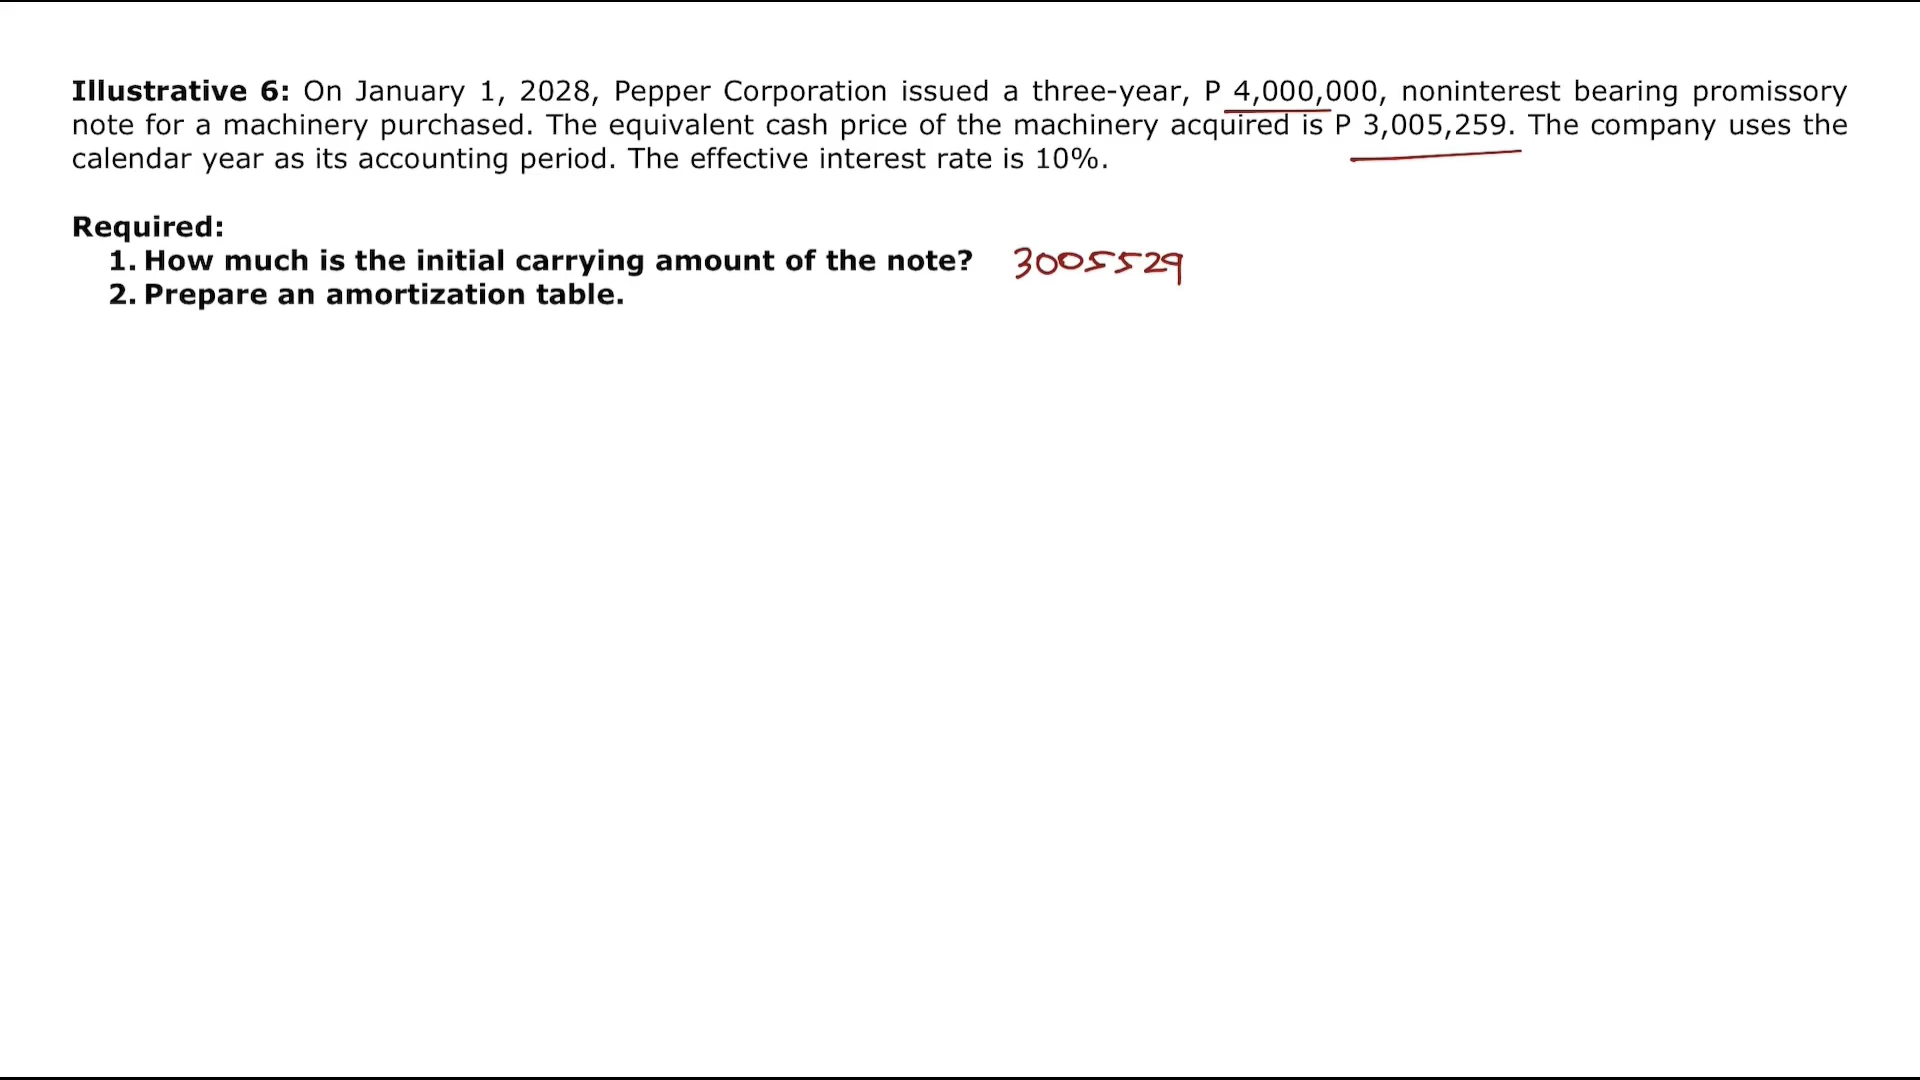 Illustrative 6: On January 1, 2028, Pepper Corporation issued a three-year, P 4,000,000, noninterest bearing promissory
note for a machinery purchased. The equivalent cash price of the machinery acquired is P 3,005,259. The company uses the
calendar year as its accounting period. The effective interest rate is 10%.
Required:
1. How much is the initial carrying amount of the note? 3005529
2. Prepare an amortization table.